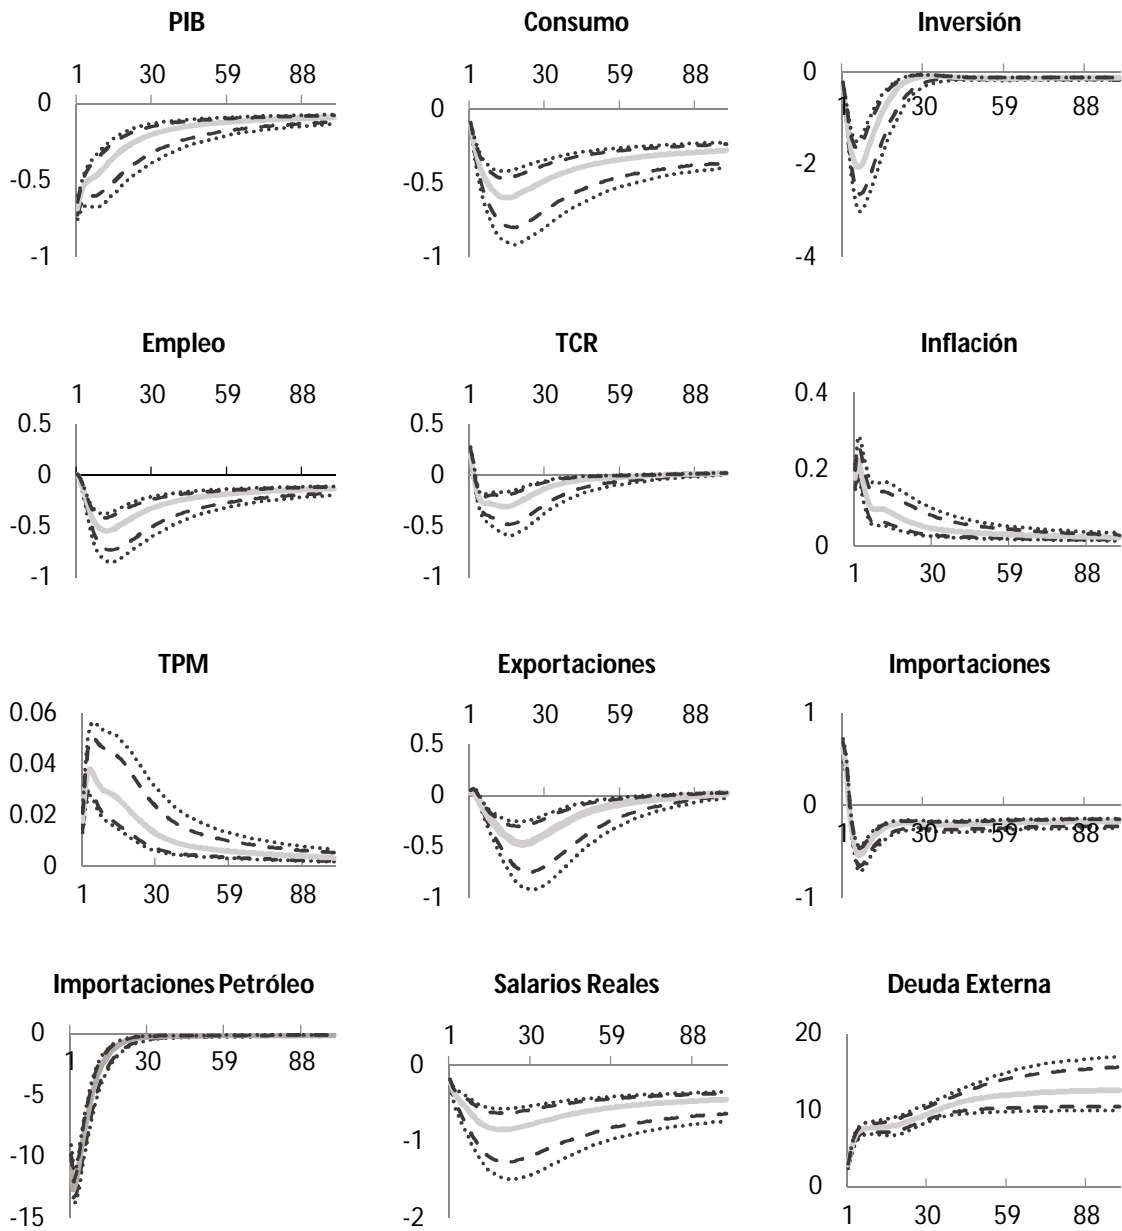 PIB
1 30 59 88
0
-0.5
-1
Consumo
1 30 59 88
0
-0.5
-1
Inversión
0
1 30 59 88
-2
-4
Empleo
1 30 59 88
0.5
0
-0.5
-1
TCR
1 30 59 88
0.5
0
-0.5
-1
Inflación
0.4
0.2
0
1 30 59 88
TPM
0.06
0.04
0.02
0
1 30 59 88
Exportaciones
1 30 59 88
0.5
0
-0.5
-1
Importaciones
1
0
1 30 59 88
-1
Importaciones Petróleo
0
1 30 59 88
-5
-10
-15
Salarios Reales
1 30 59 88
0
-1
-2
Deuda Externa
20
10
0
1 30 59 88